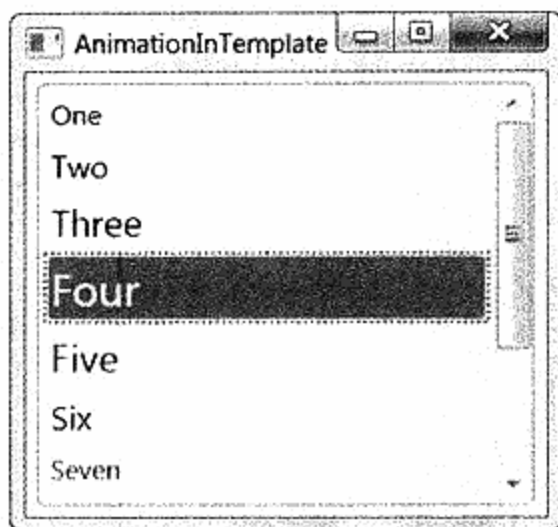 AnimationInTemplate
One
Two
Three
Four
Five
Six
Seven